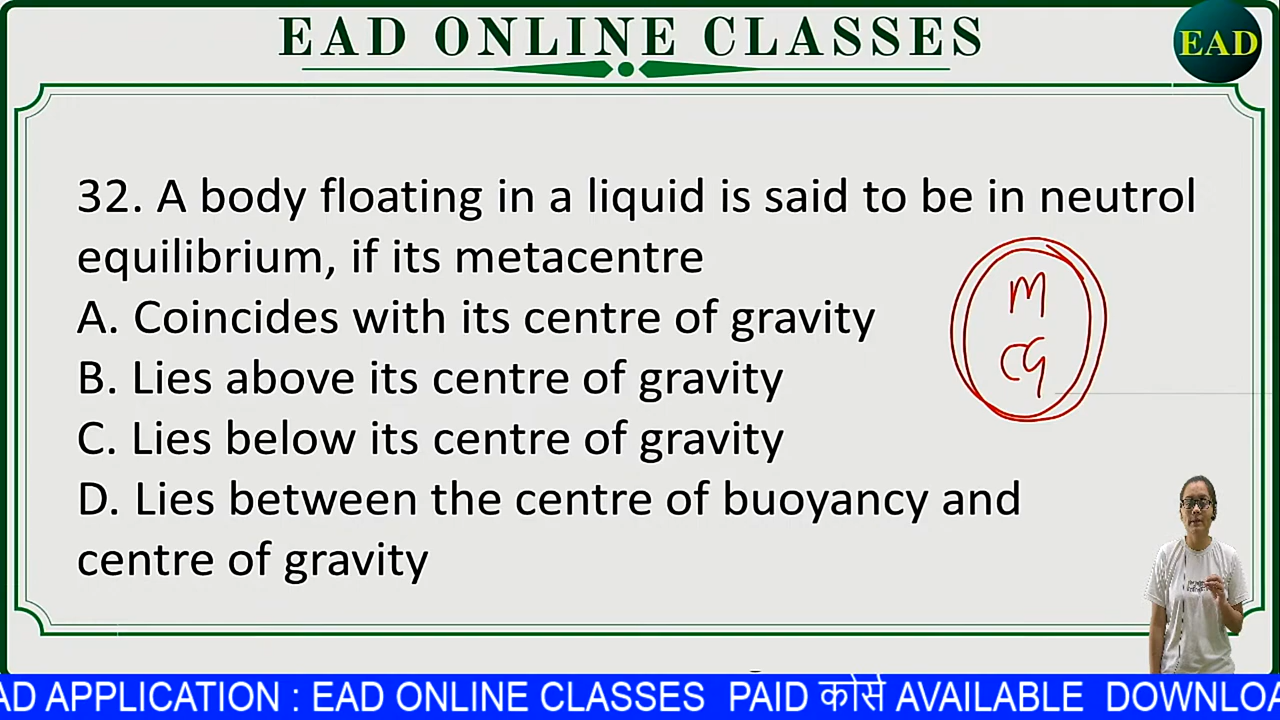 EAD ONLINE CLASSES
EAD
32. A body floating in a liquid is said to be in neutrol
equilibrium, if its metacentre
A. Coincides with its centre of gravity
B. Lies above its centre of gravity
C. Lies below its centre of gravity
D. Lies between the centre of buoyancy and
centre of gravity
M
CG
AD APPLICATION : EAD ONLINE CLASSES PAID कोर्स AVAILABLE DOWNLOA